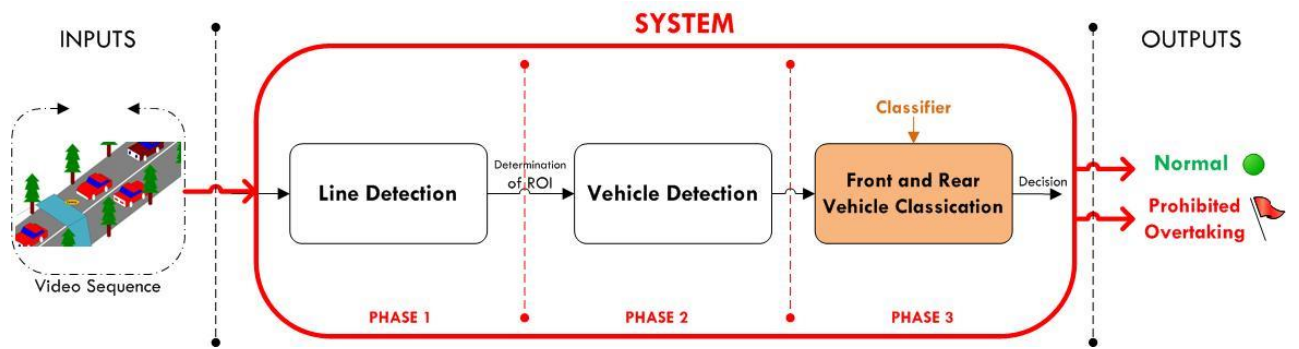 SYSTEM
INPUTS
OUTPUTS
Video Sequence
Line Detection
Determination
of ROI
Vehicle Detection
Classifier
Front and Rear
Vehicle Classication
Decision
Normal
Prohibited
Overtaking
PHASE 1
PHASE 2
PHASE 3